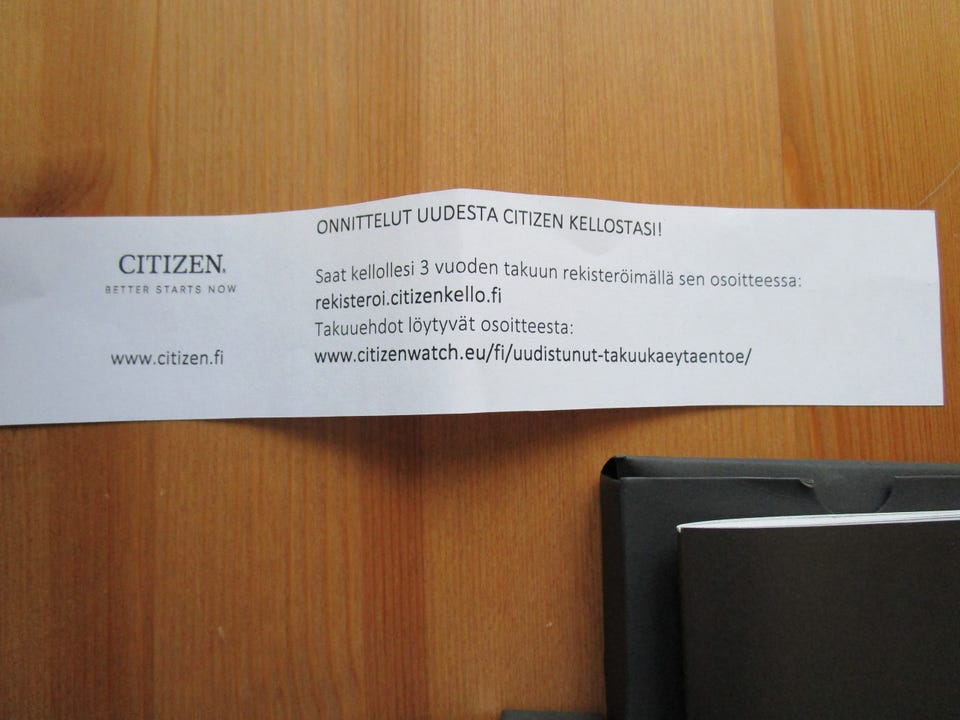 CITIZEN.
BETTER STARTS NOW
www.citizen.fi
ONNITTELUT UUDESTA CITIZEN KELLOSTASI!
Saat kellollesi 3 vuoden takuun rekisteröimällä sen osoitteessa:
rekisteroi.citizenkello.fi
Takuuehdot löytyvät osoitteesta:
www.citizenwatch.eu/fi/uudistunut-takuukaeytaentoe/